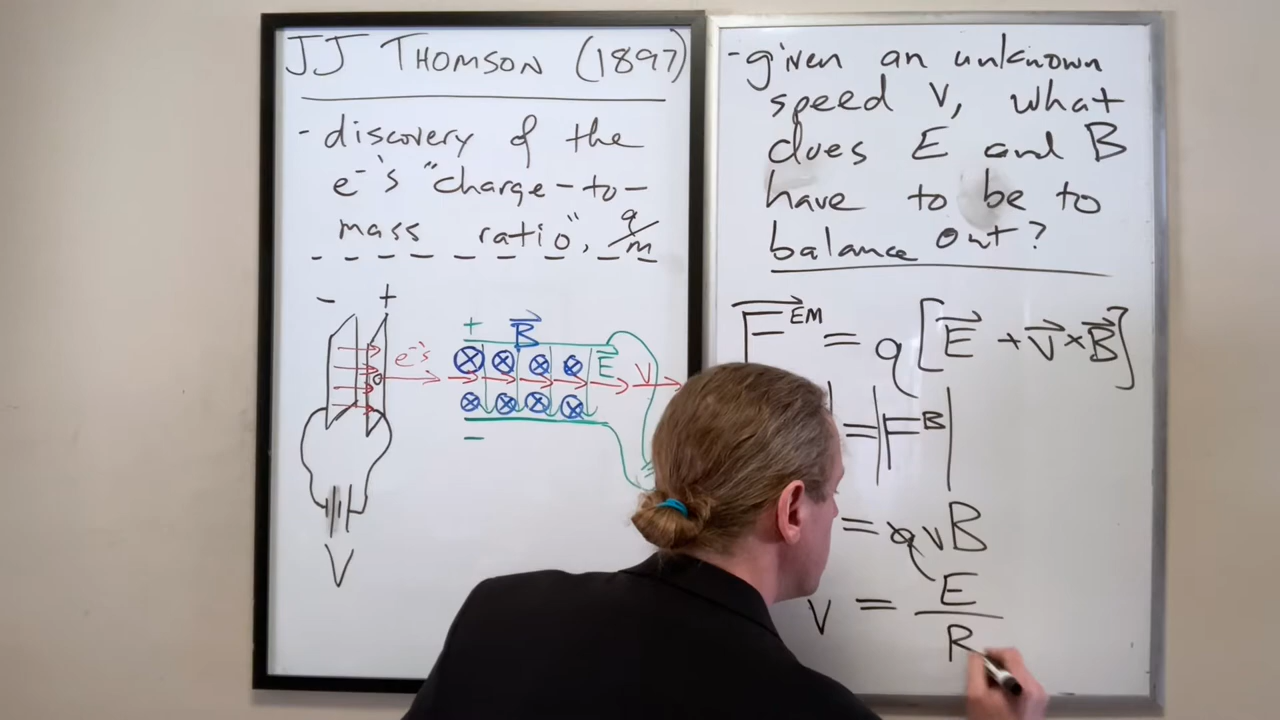 JJ THOMSON (1897)
- discovery of the
e⁻'s "charge-to-
mass ratio", q/m
- +
e⁻'s
V
+
B
E
V
-
- given an unknown
speed v, what
does E and B
have to be to
balance out?
F^EM = q [E + v × B]
= |F^B|
= qvB
v = E